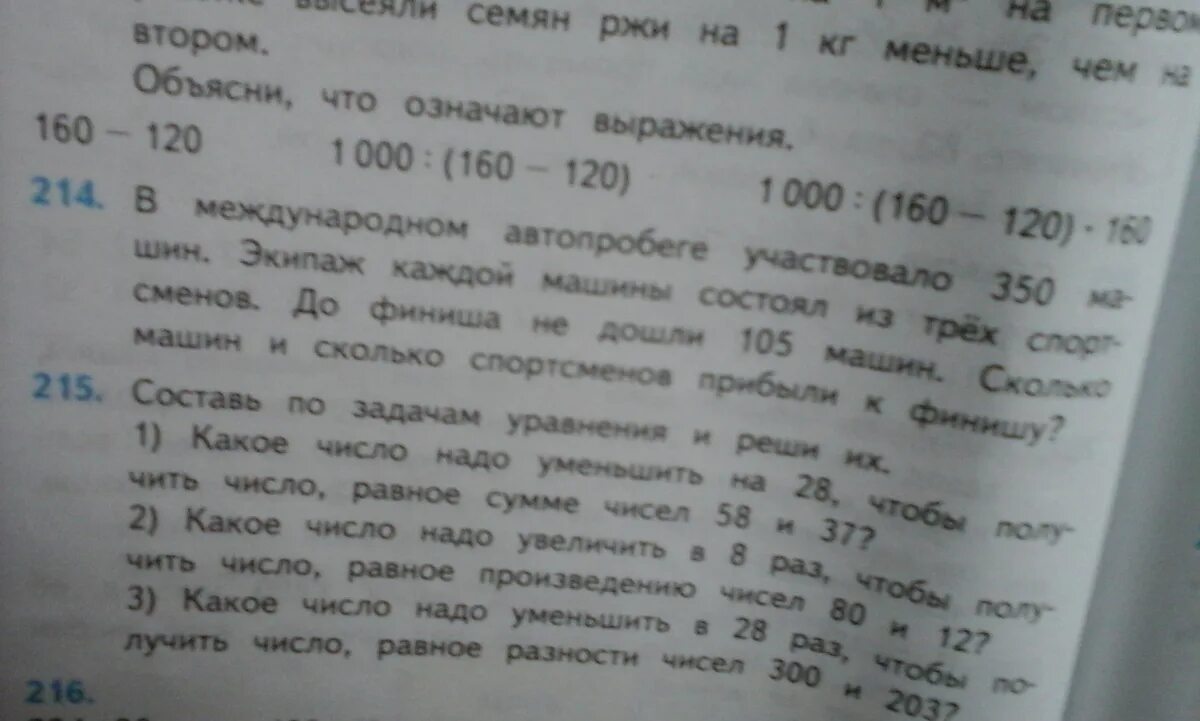 высеяли семян ржи на 1 кг меньше, чем на
втором.
Объясни, что означают выражения.
160 – 120 1 000 : (160 – 120) 1 000 : (160 – 120) · 160
214. В международном автопробеге участвовало 350 ма-
шин. Экипаж каждой машины состоял из трёх спорт-
сменов. До финиша не дошли 105 машин. Сколько
машин и сколько спортсменов прибыли к финишу?
215. Составь по задачам уравнения и реши их.
1) Какое число надо уменьшить на 28, чтобы полу-
чить число, равное сумме чисел 58 и 37?
2) Какое число надо увеличить в 8 раз, чтобы полу-
чить число, равное произведению чисел 80 и 12?
3) Какое число надо уменьшить в 28 раз, чтобы по-
лучить число, равное разности чисел 300 и 203?
216.